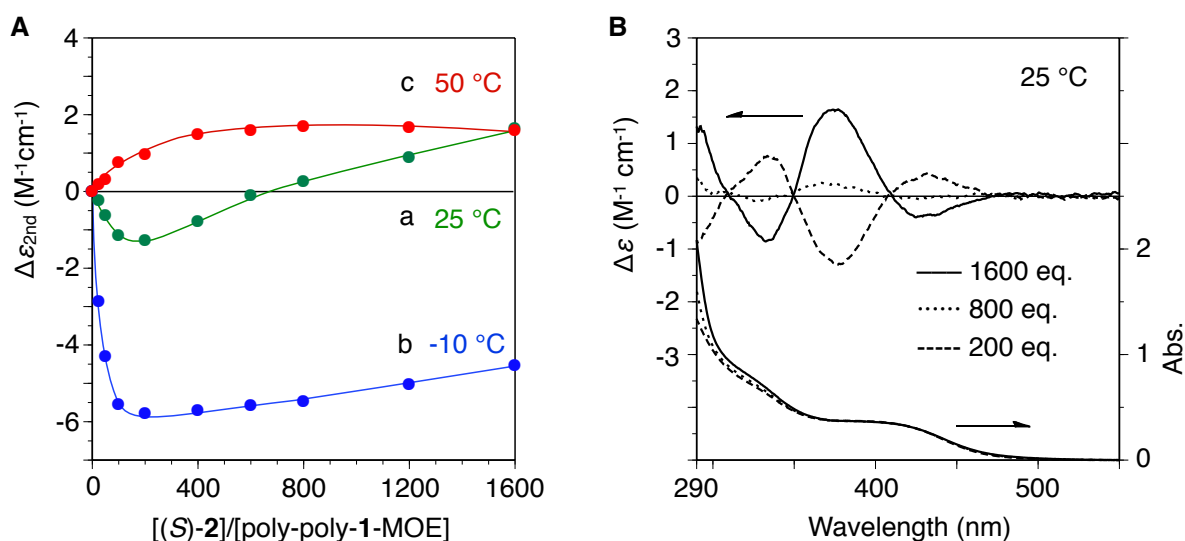 A
4
2
0
-2
-4
-6
Δε2nd (M-1cm-1)
c 50 °C
a 25 °C
b -10 °C
0 400 800 1200 1600
[(S)-2]/[poly-poly-1-MOE]
B
3
2
1
0
-1
-2
-3
Δε (M-1 cm-1)
25 °C
1600 eq.
800 eq.
200 eq.
2
1
0
Abs.
290 400 500
Wavelength (nm)